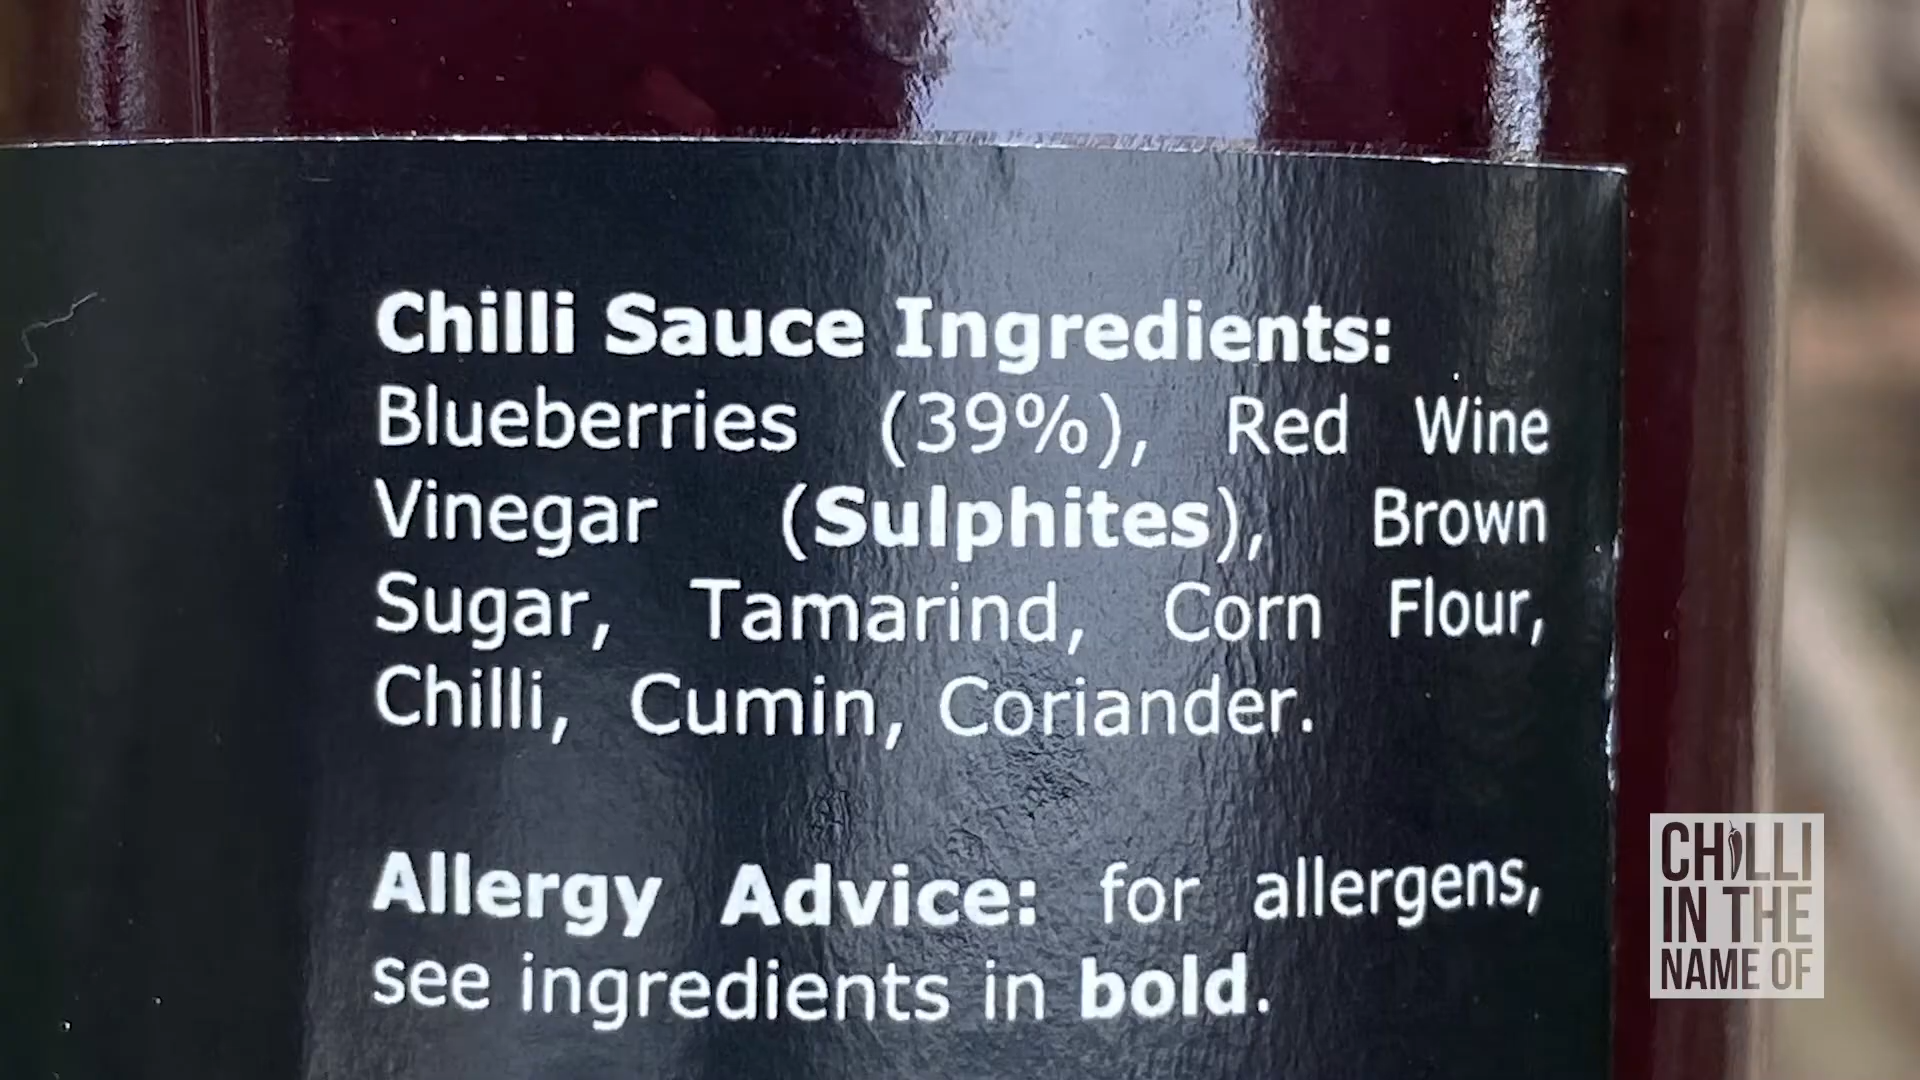 Chilli Sauce Ingredients:
Blueberries (39%), Red Wine
Vinegar (Sulphites), Brown
Sugar, Tamarind, Corn Flour,
Chilli, Cumin, Coriander.
Allergy Advice: for allergens,
see ingredients in bold.
CHILLI
IN THE
NAME OF